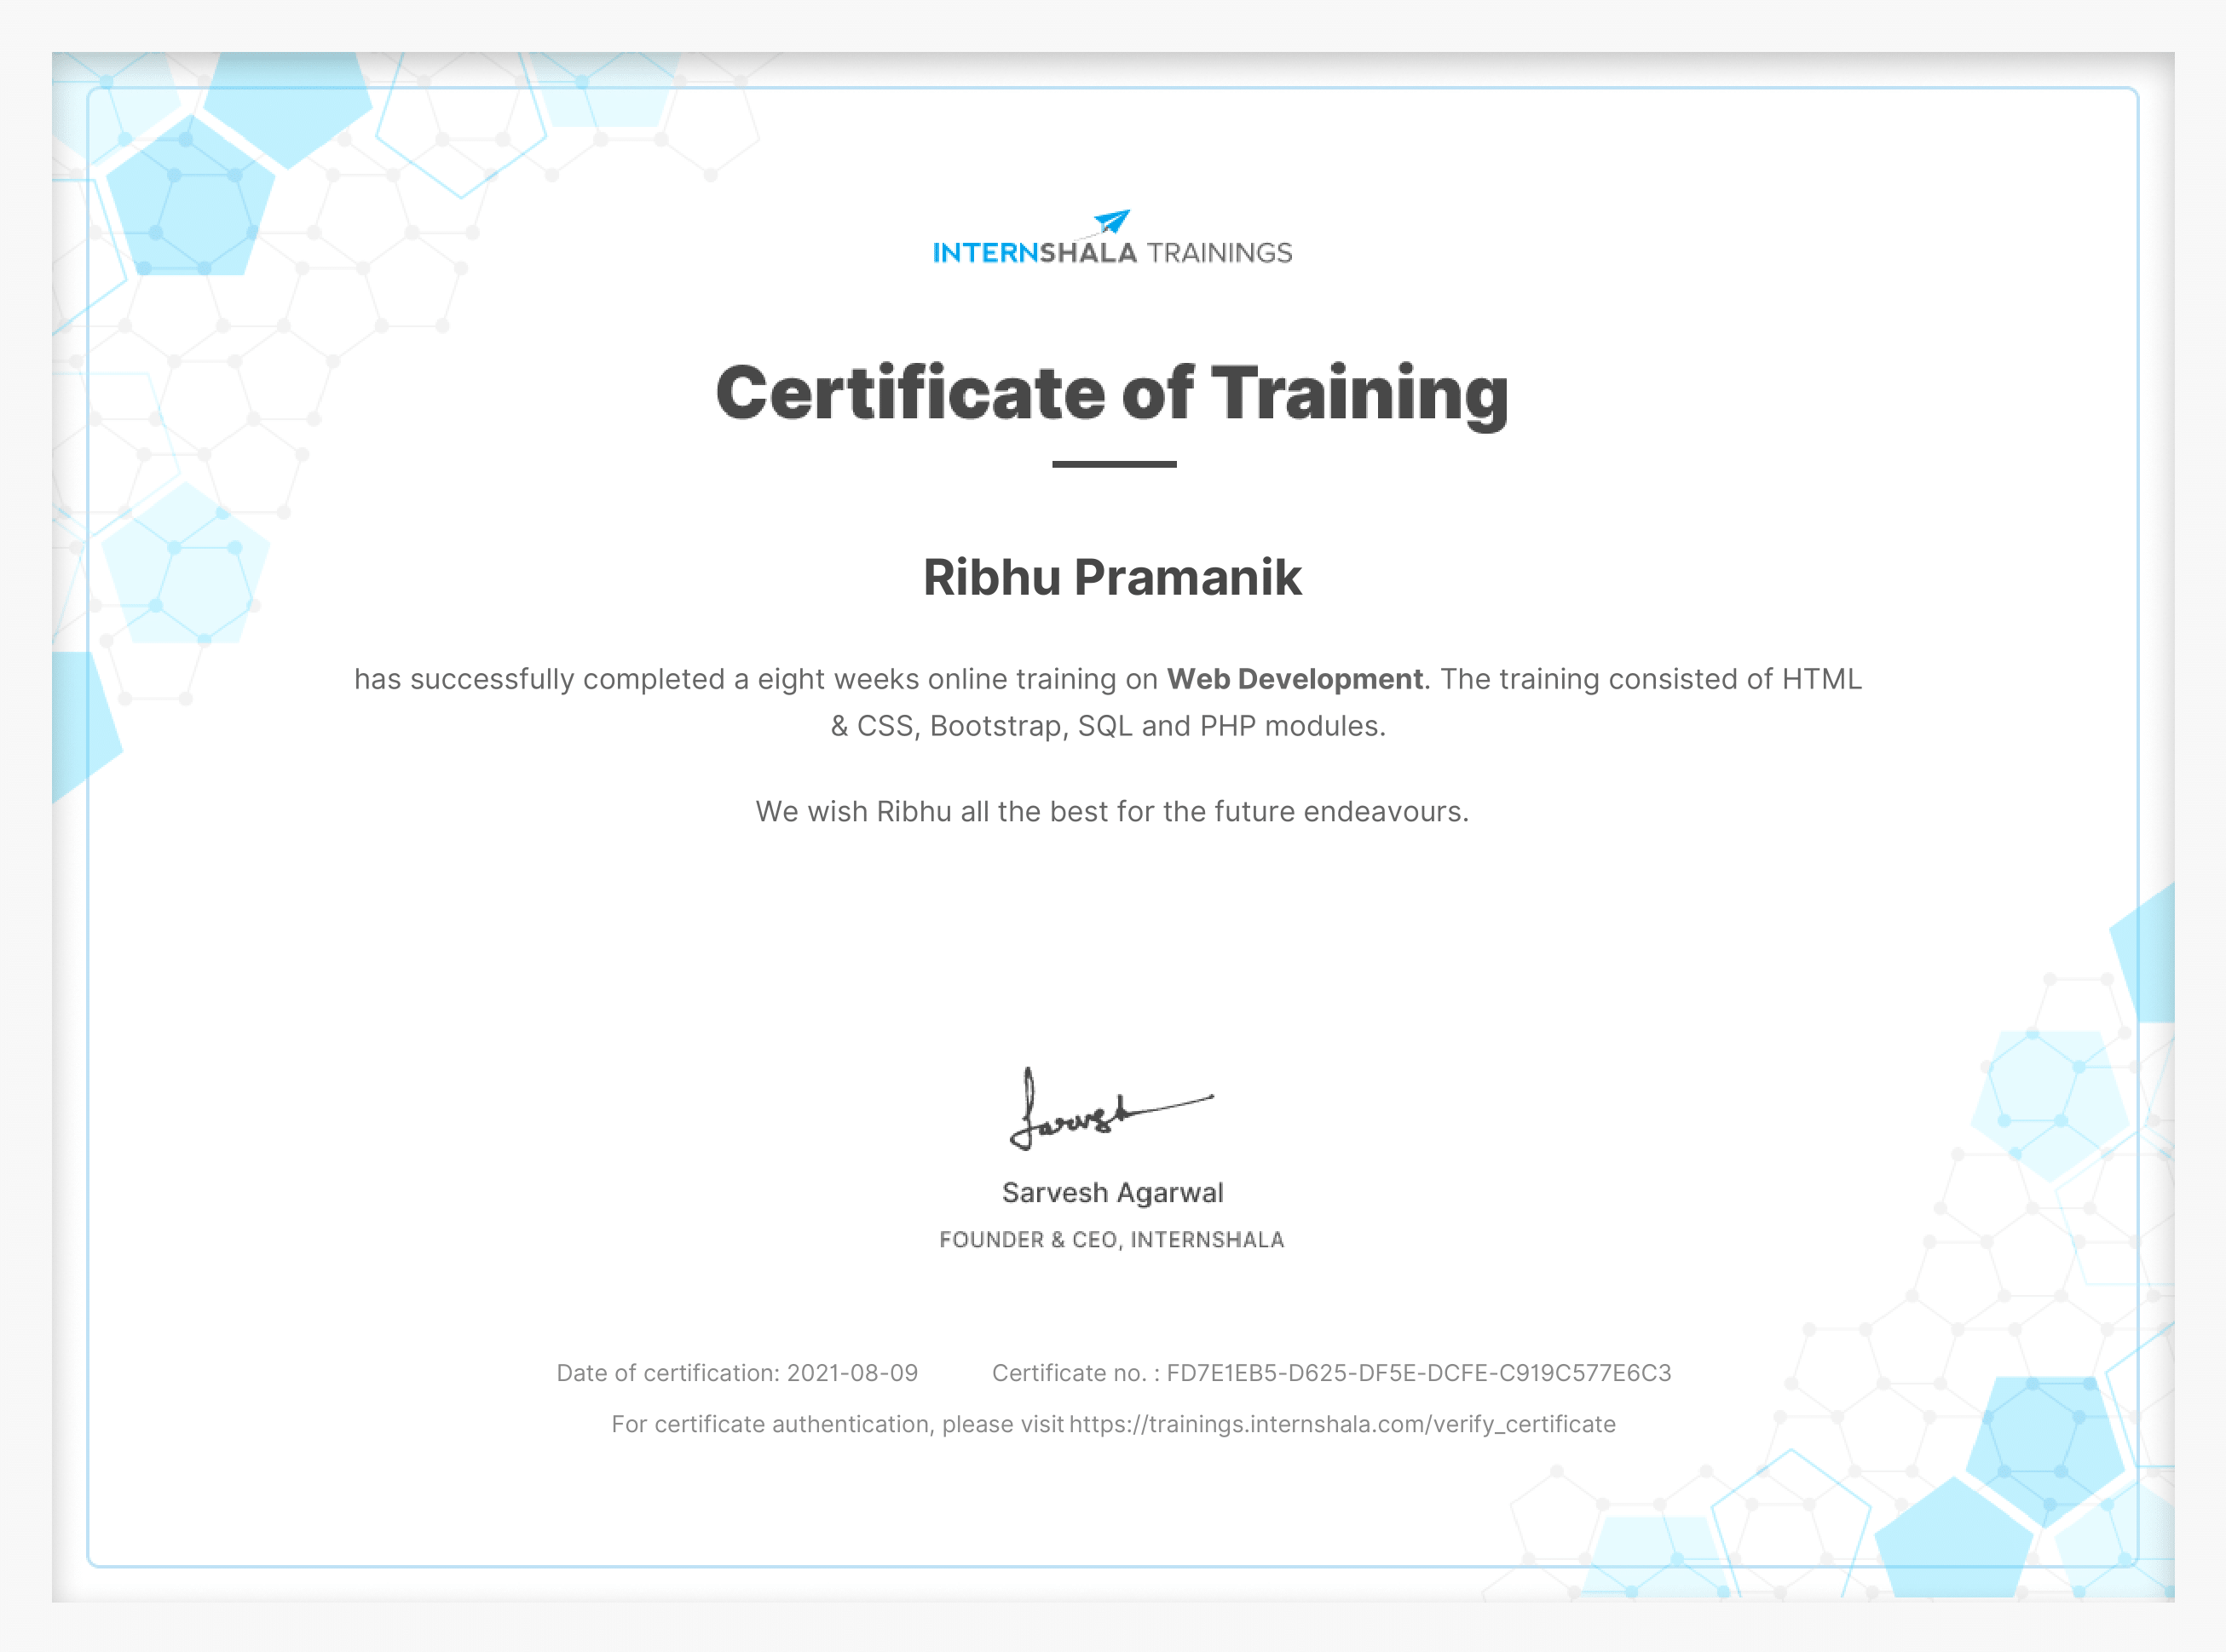 INTERNSHALA TRAININGS
Certificate of Training
Ribhu Pramanik
has successfully completed a eight weeks online training on Web Development. The training consisted of HTML
& CSS, Bootstrap, SQL and PHP modules.
We wish Ribhu all the best for the future endeavours.
Sarvesh
Sarvesh Agarwal
FOUNDER & CEO, INTERNSHALA
Date of certification: 2021-08-09 Certificate no. : FD7E1EB5-D625-DF5E-DCFE-C919C577E6C3
For certificate authentication, please visit https://trainings.internshala.com/verify_certificate